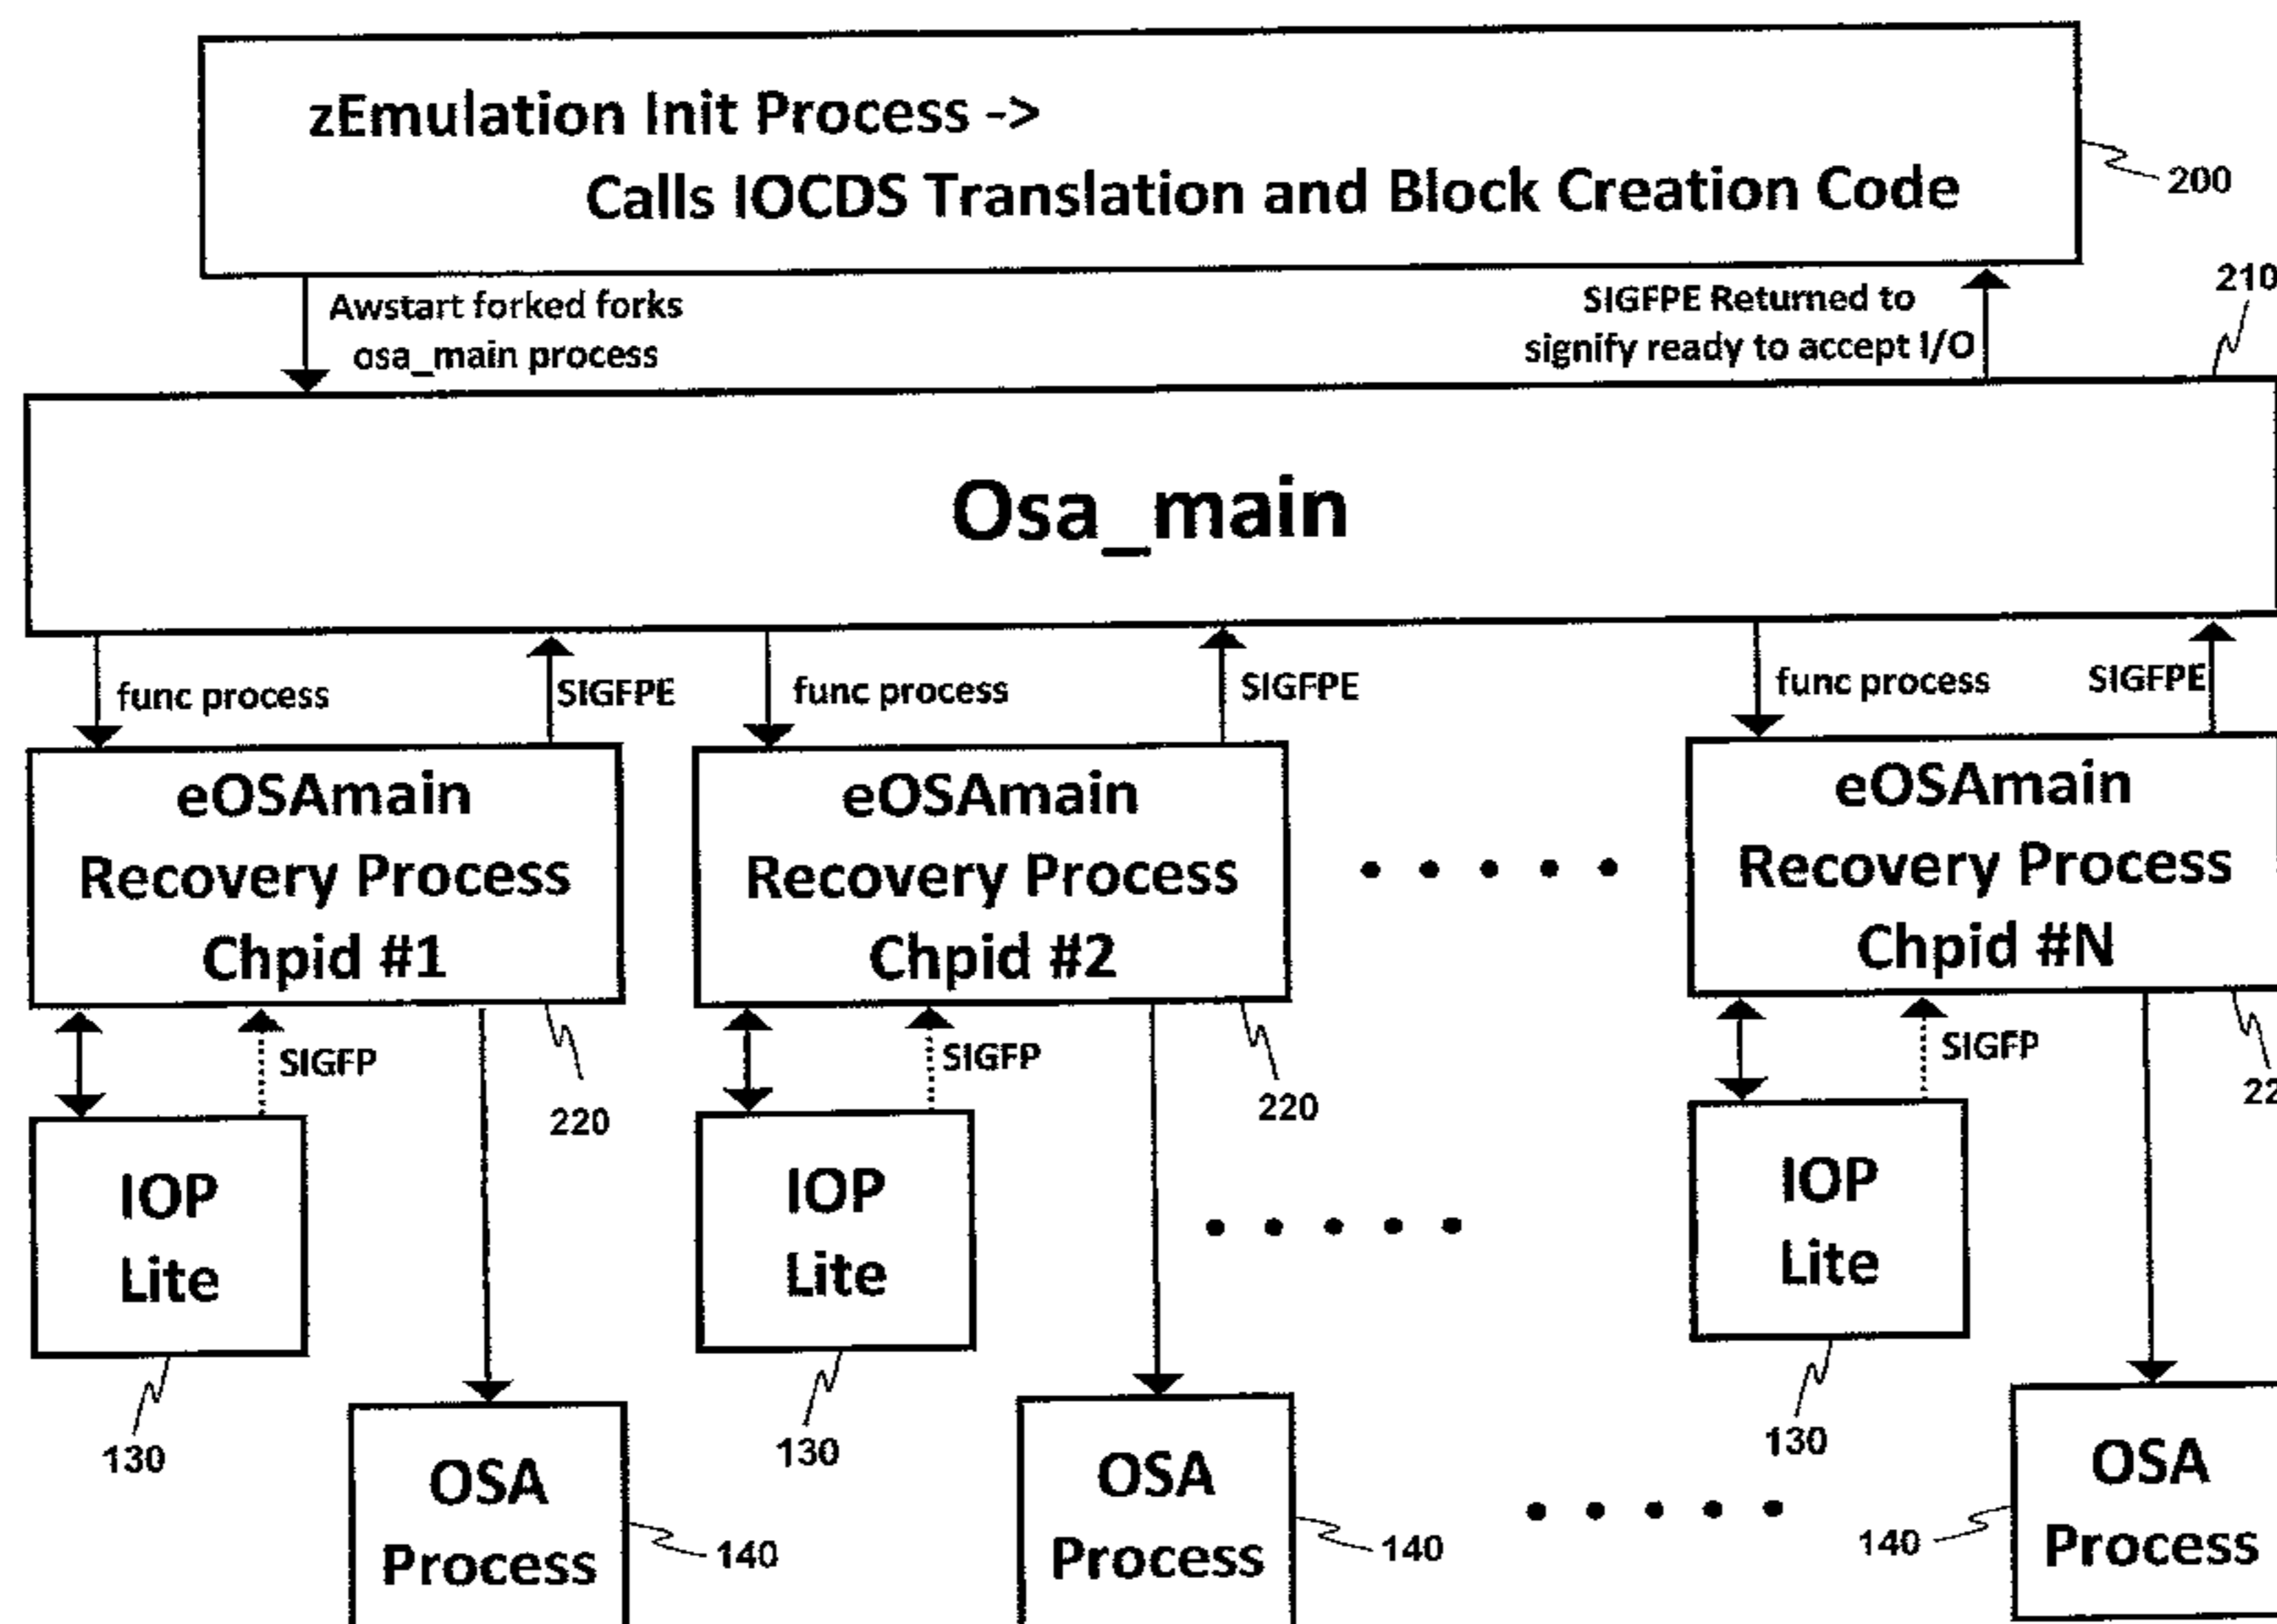 zEmulation Init Process ->
Calls IOCDS Translation and Block Creation Code
200
Awstart forked forks
osa_main process
SIGFPE Returned to
signify ready to accept I/O
210
Osa_main
func process
SIGFPE
func process
SIGFPE
func process
SIGFPE
eOSAmain
Recovery Process
Chpid #1
eOSAmain
Recovery Process
Chpid #2
eOSAmain
Recovery Process
Chpid #N
SIGFP
220
SIGFP
220
SIGFP
IOP
Lite
IOP
Lite
IOP
Lite
130
130
130
OSA
Process
140
OSA
Process
140
140
OSA
Process